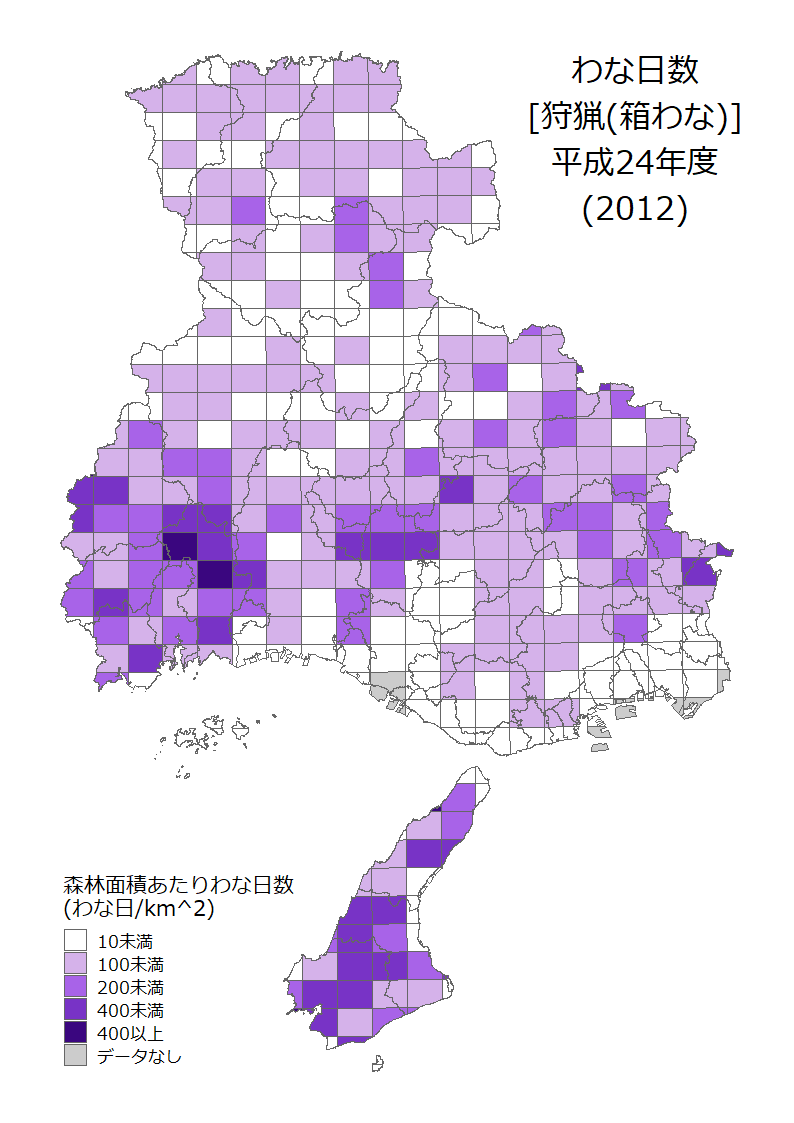 わな日数
[狩猟(箱わな)]
平成24年度
(2012)
森林面積あたりわな日数
(わな日/km^2)
10未満
100未満
200未満
400未満
400以上
データなし